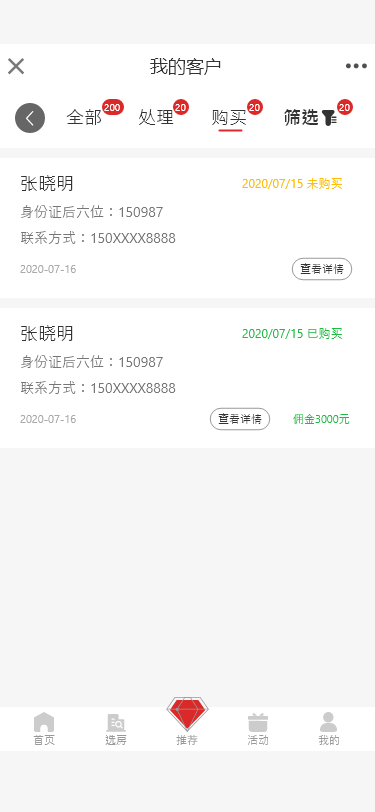 我的客户
全部 200 处理 20 购买 20 筛选 20
张晓明 2020/07/15 未购买
身份证后六位：150987
联系方式：150XXXX8888
2020-07-16 查看详情
张晓明 2020/07/15 已购买
身份证后六位：150987
联系方式：150XXXX8888
2020-07-16 查看详情 佣金3000元
首页 选房 推荐 活动 我的